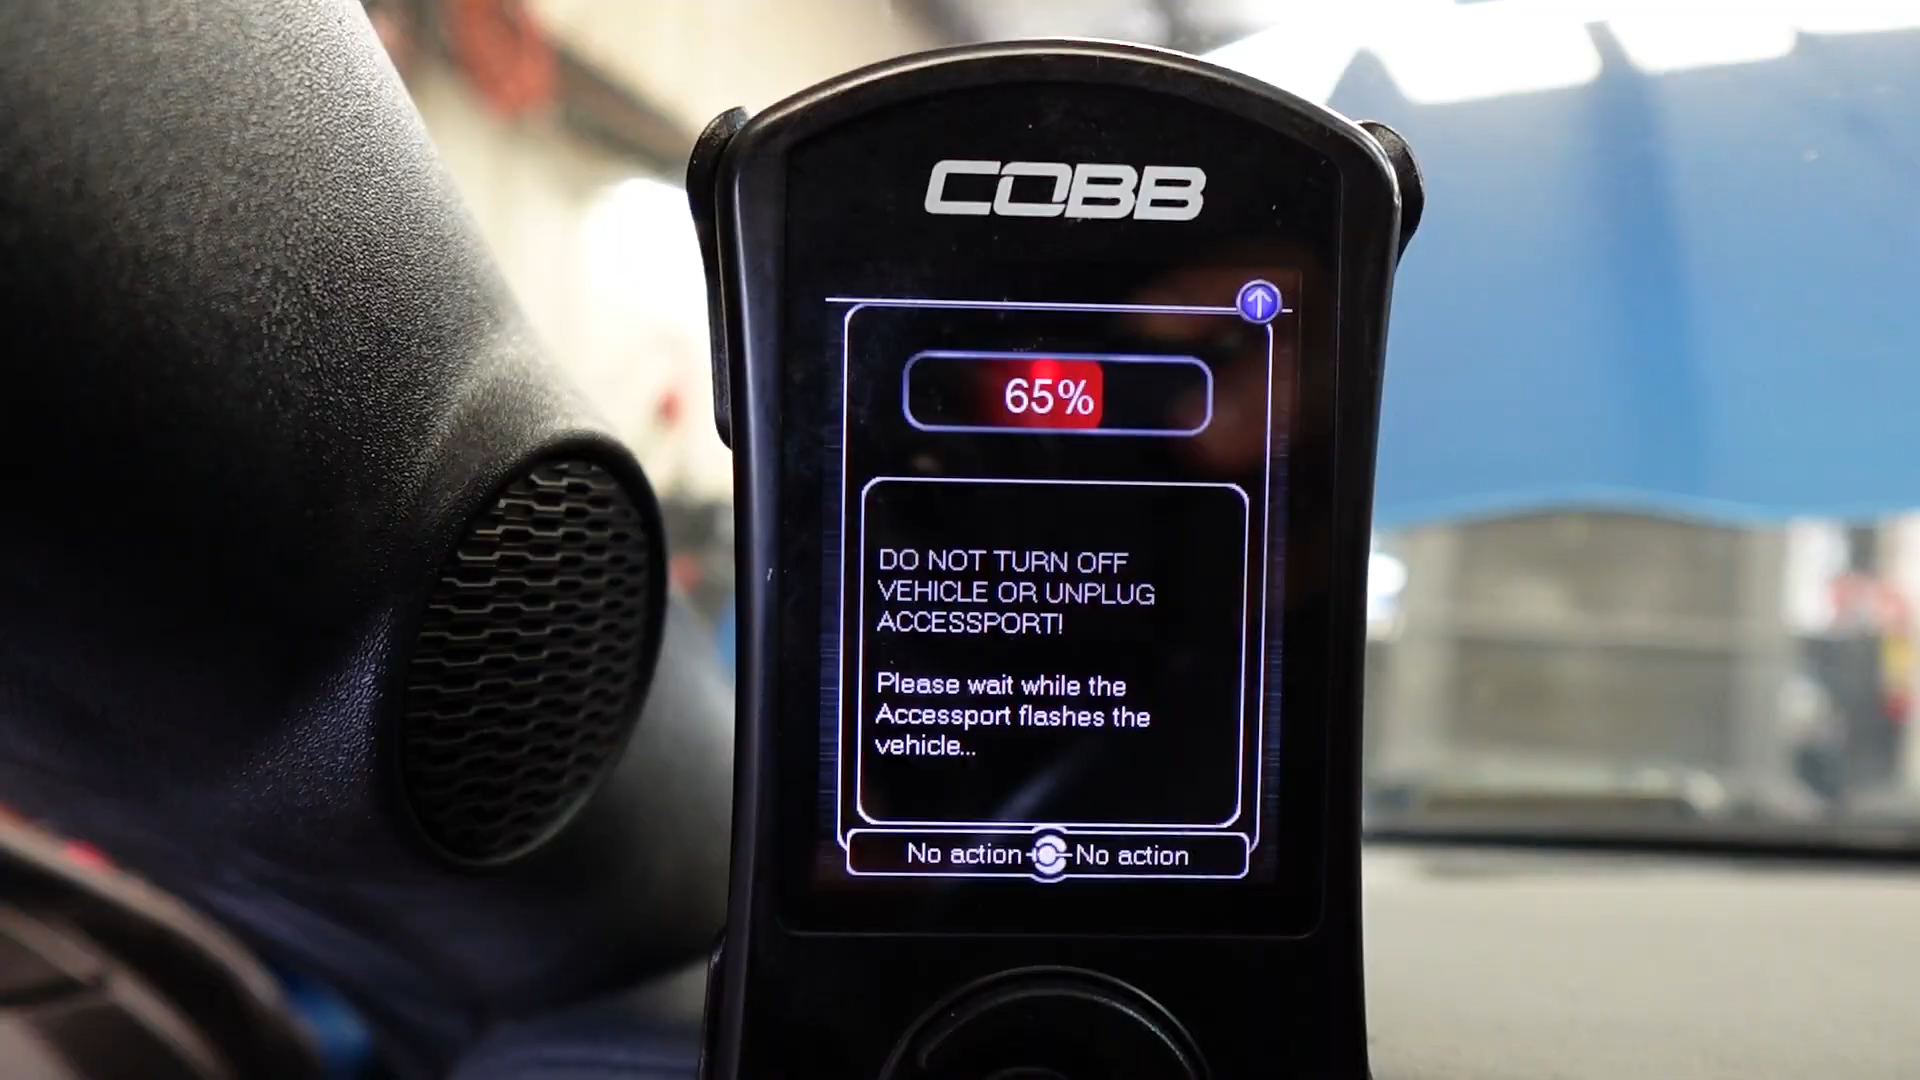 COBB
65%
DO NOT TURN OFF
VEHICLE OR UNPLUG
ACCESSPORT!
Please wait while the
Accessport flashes the
vehicle...
No action No action